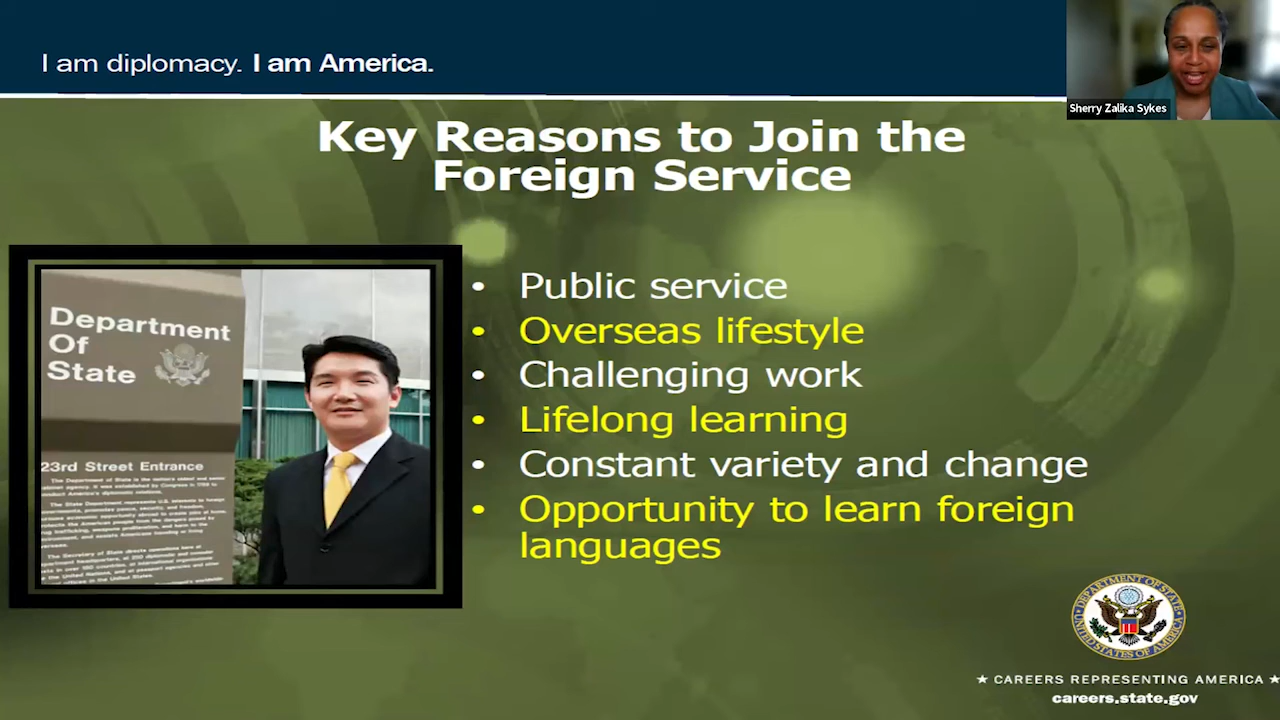 I am diplomacy. I am America.
Sherry Zalika Sykes
Key Reasons to Join the
Foreign Service
Department
Of
State
23rd Street Entrance
• Public service
• Overseas lifestyle
• Challenging work
• Lifelong learning
• Constant variety and change
• Opportunity to learn foreign
languages
DEPARTMENT OF STATE
UNITED STATES OF AMERICA
★ CAREERS REPRESENTING AMERICA ★
careers.state.gov